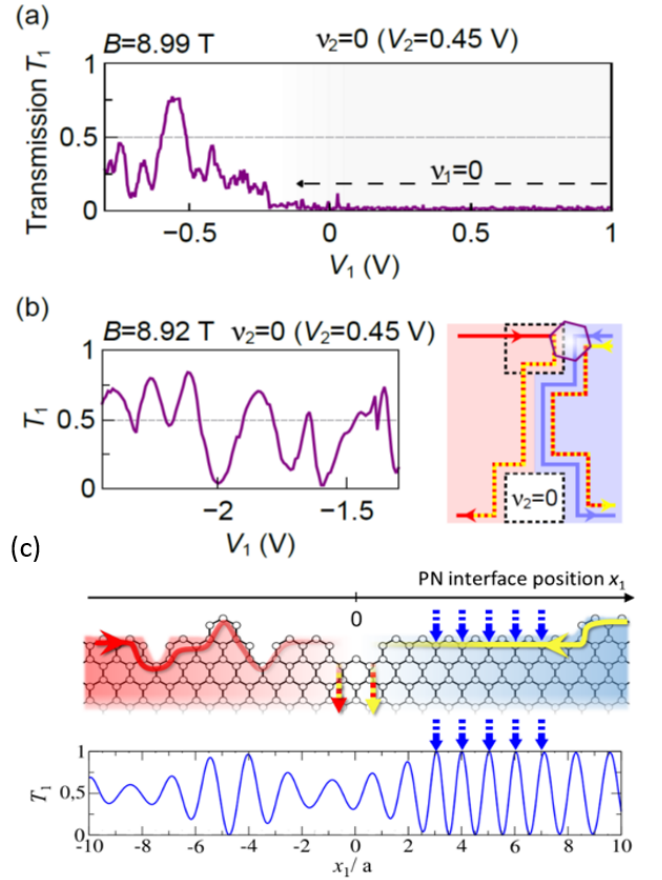 (a)
B=8.99 T ν₂=0 (V₂=0.45 V)
Transmission T₁
1
0.5
0
ν₁=0
−0.5 0 0.5 1
V₁ (V)
(b)
B=8.92 T ν₂=0 (V₂=0.45 V)
T₁
1
0.5
0
−2 −1.5
V₁ (V)
ν₂=0
(c)
PN interface position x₁
0
T₁
1
0,5
0
-10 -8 -6 -4 -2 0 2 4 6 8 10
x₁/ a